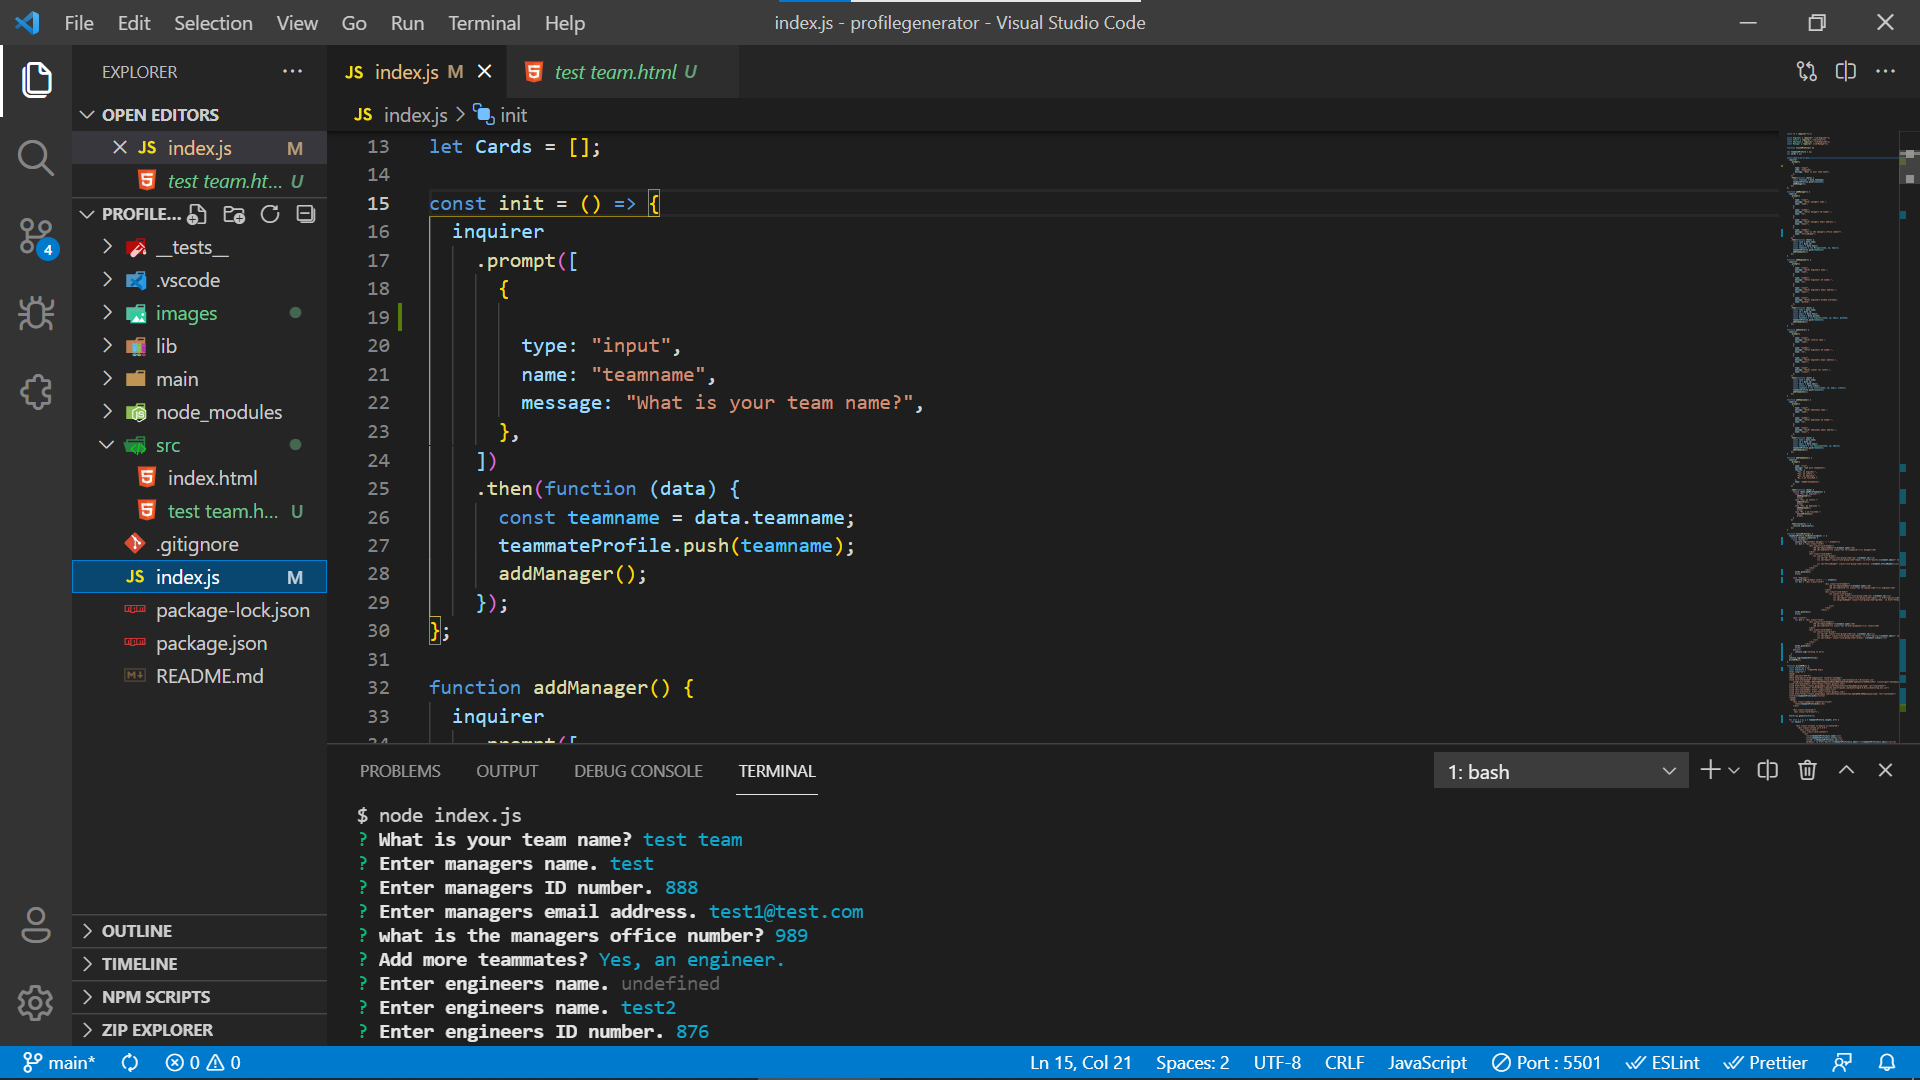 File Edit Selection View Go Run Terminal Help
index.js - profilegenerator - Visual Studio Code
EXPLORER
JS index.js M
test team.html U
OPEN EDITORS
JS index.js > init
JS index.js M
test team.ht... U
PROFILE...
__tests__
.vscode
images
lib
main
node_modules
src
index.html
test team.h... U
.gitignore
JS index.js M
package-lock.json
package.json
README.md
4
OUTLINE
TIMELINE
NPM SCRIPTS
ZIP EXPLORER
13 let Cards = [];
14
15 const init = () => {
16 inquirer
17 .prompt([
18 {
19
20 type: "input",
21 name: "teamname",
22 message: "What is your team name?",
23 },
24 ])
25 .then(function (data) {
26 const teamname = data.teamname;
27 teammateProfile.push(teamname);
28 addManager();
29 });
30 };
31
32 function addManager() {
33 inquirer
34 .prompt([
PROBLEMS OUTPUT DEBUG CONSOLE TERMINAL
1: bash
$ node index.js
? What is your team name? test team
? Enter managers name. test
? Enter managers ID number. 888
? Enter managers email address. test1@test.com
? what is the managers office number? 989
? Add more teammates? Yes, an engineer.
? Enter engineers name. undefined
? Enter engineers name. test2
? Enter engineers ID number. 876
main* 0 0
Ln 15, Col 21 Spaces: 2 UTF-8 CRLF JavaScript Port : 5501 ESLint Prettier